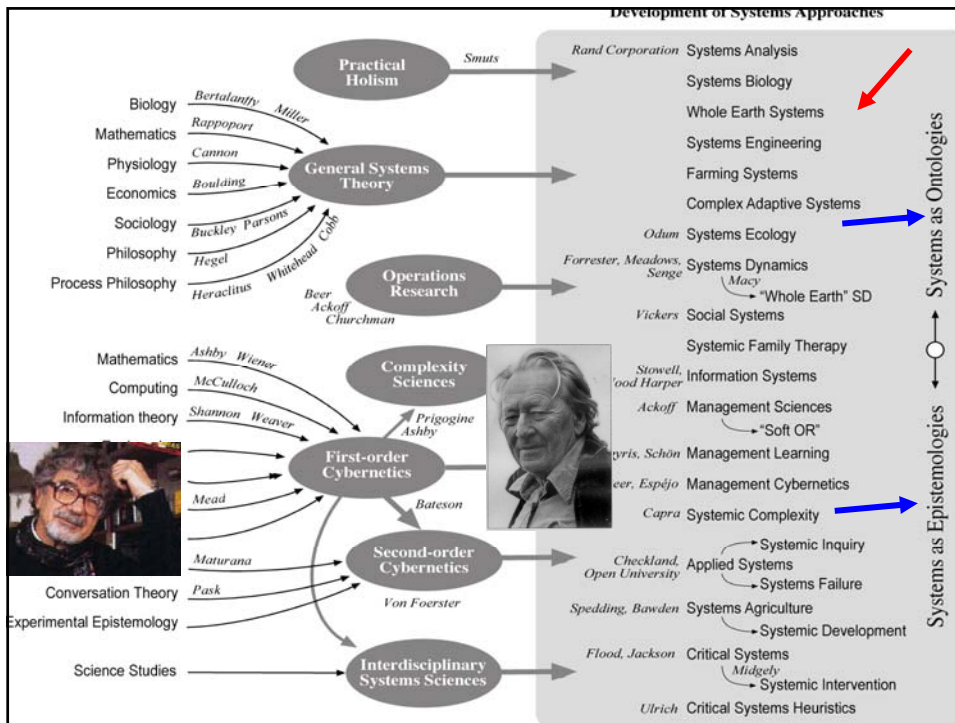 Development of Systems Approaches
Practical
Holism
Smuts
Biology
Bertalanffy Miller
Mathematics
Rappoport
Physiology
Cannon
Economics
Boulding
Sociology
Buckley Parsons
Philosophy
Hegel
Process Philosophy
Heraclitus Whitehead Cobb
General Systems
Theory
Operations
Research
Beer
Ackoff
Churchman
Mathematics
Ashby Wiener
Computing
McCulloch
Information theory
Shannon Weaver
Complexity
Sciences
Prigogine
Ashby
First-order
Cybernetics
Mead
Bateson
Maturana
Second-order
Cybernetics
Conversation Theory
Pask
Von Foerster
Experimental Epistemology
Science Studies
Interdisciplinary
Systems Sciences
Rand Corporation Systems Analysis
Systems Biology
Whole Earth Systems
Systems Engineering
Farming Systems
Complex Adaptive Systems
Odum Systems Ecology
Forrester, Meadows,
Senge
Systems Dynamics
Macy
“Whole Earth” SD
Vickers Social Systems
Systemic Family Therapy
Stowell,
ood Harper
Information Systems
Ackoff Management Sciences
“Soft OR”
gyris, Schön Management Learning
eer, Espéjo Management Cybernetics
Capra Systemic Complexity
Systemic Inquiry
Checkland,
Open University
Applied Systems
Systems Failure
Spedding, Bawden Systems Agriculture
Systemic Development
Flood, Jackson Critical Systems
Midgely
Systemic Intervention
Ulrich Critical Systems Heuristics
Systems as Ontologies
Systems as Epistemologies